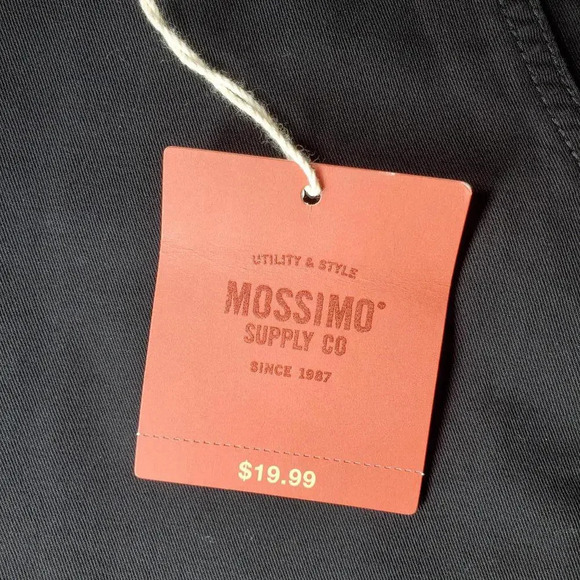 UTILITY & STYLE
MOSSIMO®
SUPPLY CO
SINCE 1987
$19.99